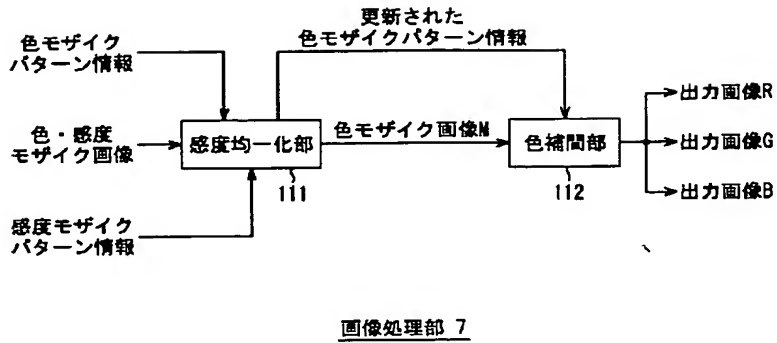 更新された
色モザイクパターン情報
色モザイク
パターン情報
色・感度
モザイク画像
感度モザイク
パターン情報
感度均一化部
111
色モザイク画像M
色補間部
112
出力画像R
出力画像G
出力画像B
画像処理部 7